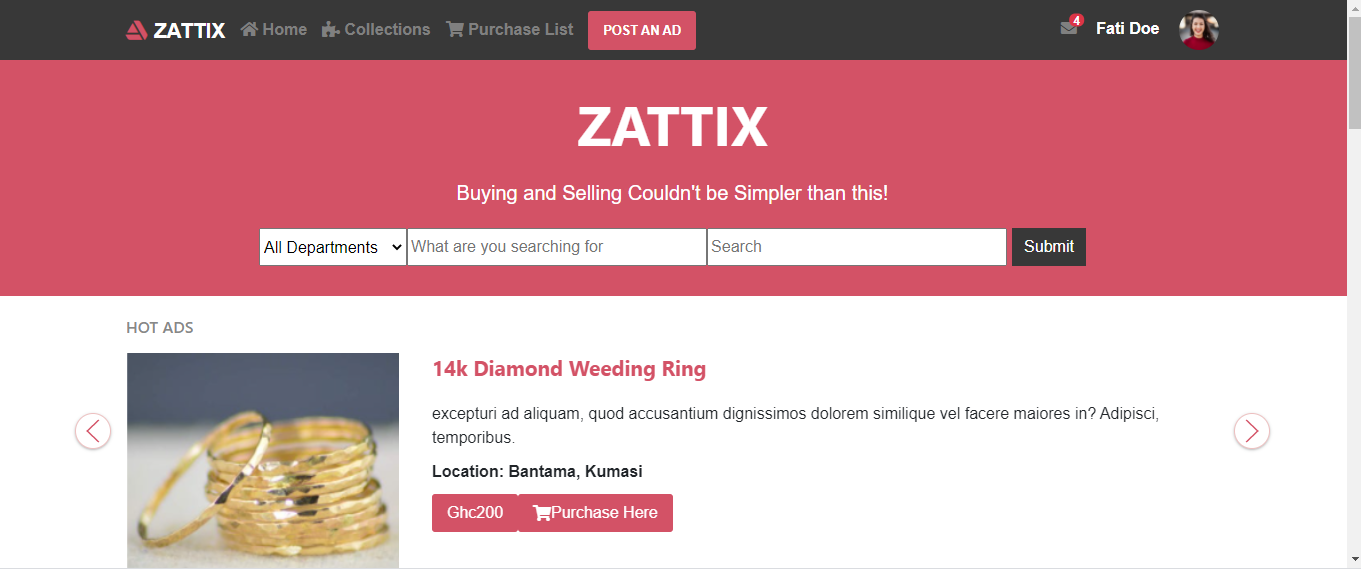 ZATTIX Home Collections Purchase List POST AN AD 4 Fati Doe
ZATTIX
Buying and Selling Couldn't be Simpler than this!
All Departments What are you searching for Search Submit
HOT ADS
14k Diamond Weeding Ring
excepturi ad aliquam, quod accusantium dignissimos dolorem similique vel facere maiores in? Adipisci,
temporibus.
Location: Bantama, Kumasi
Ghc200 Purchase Here